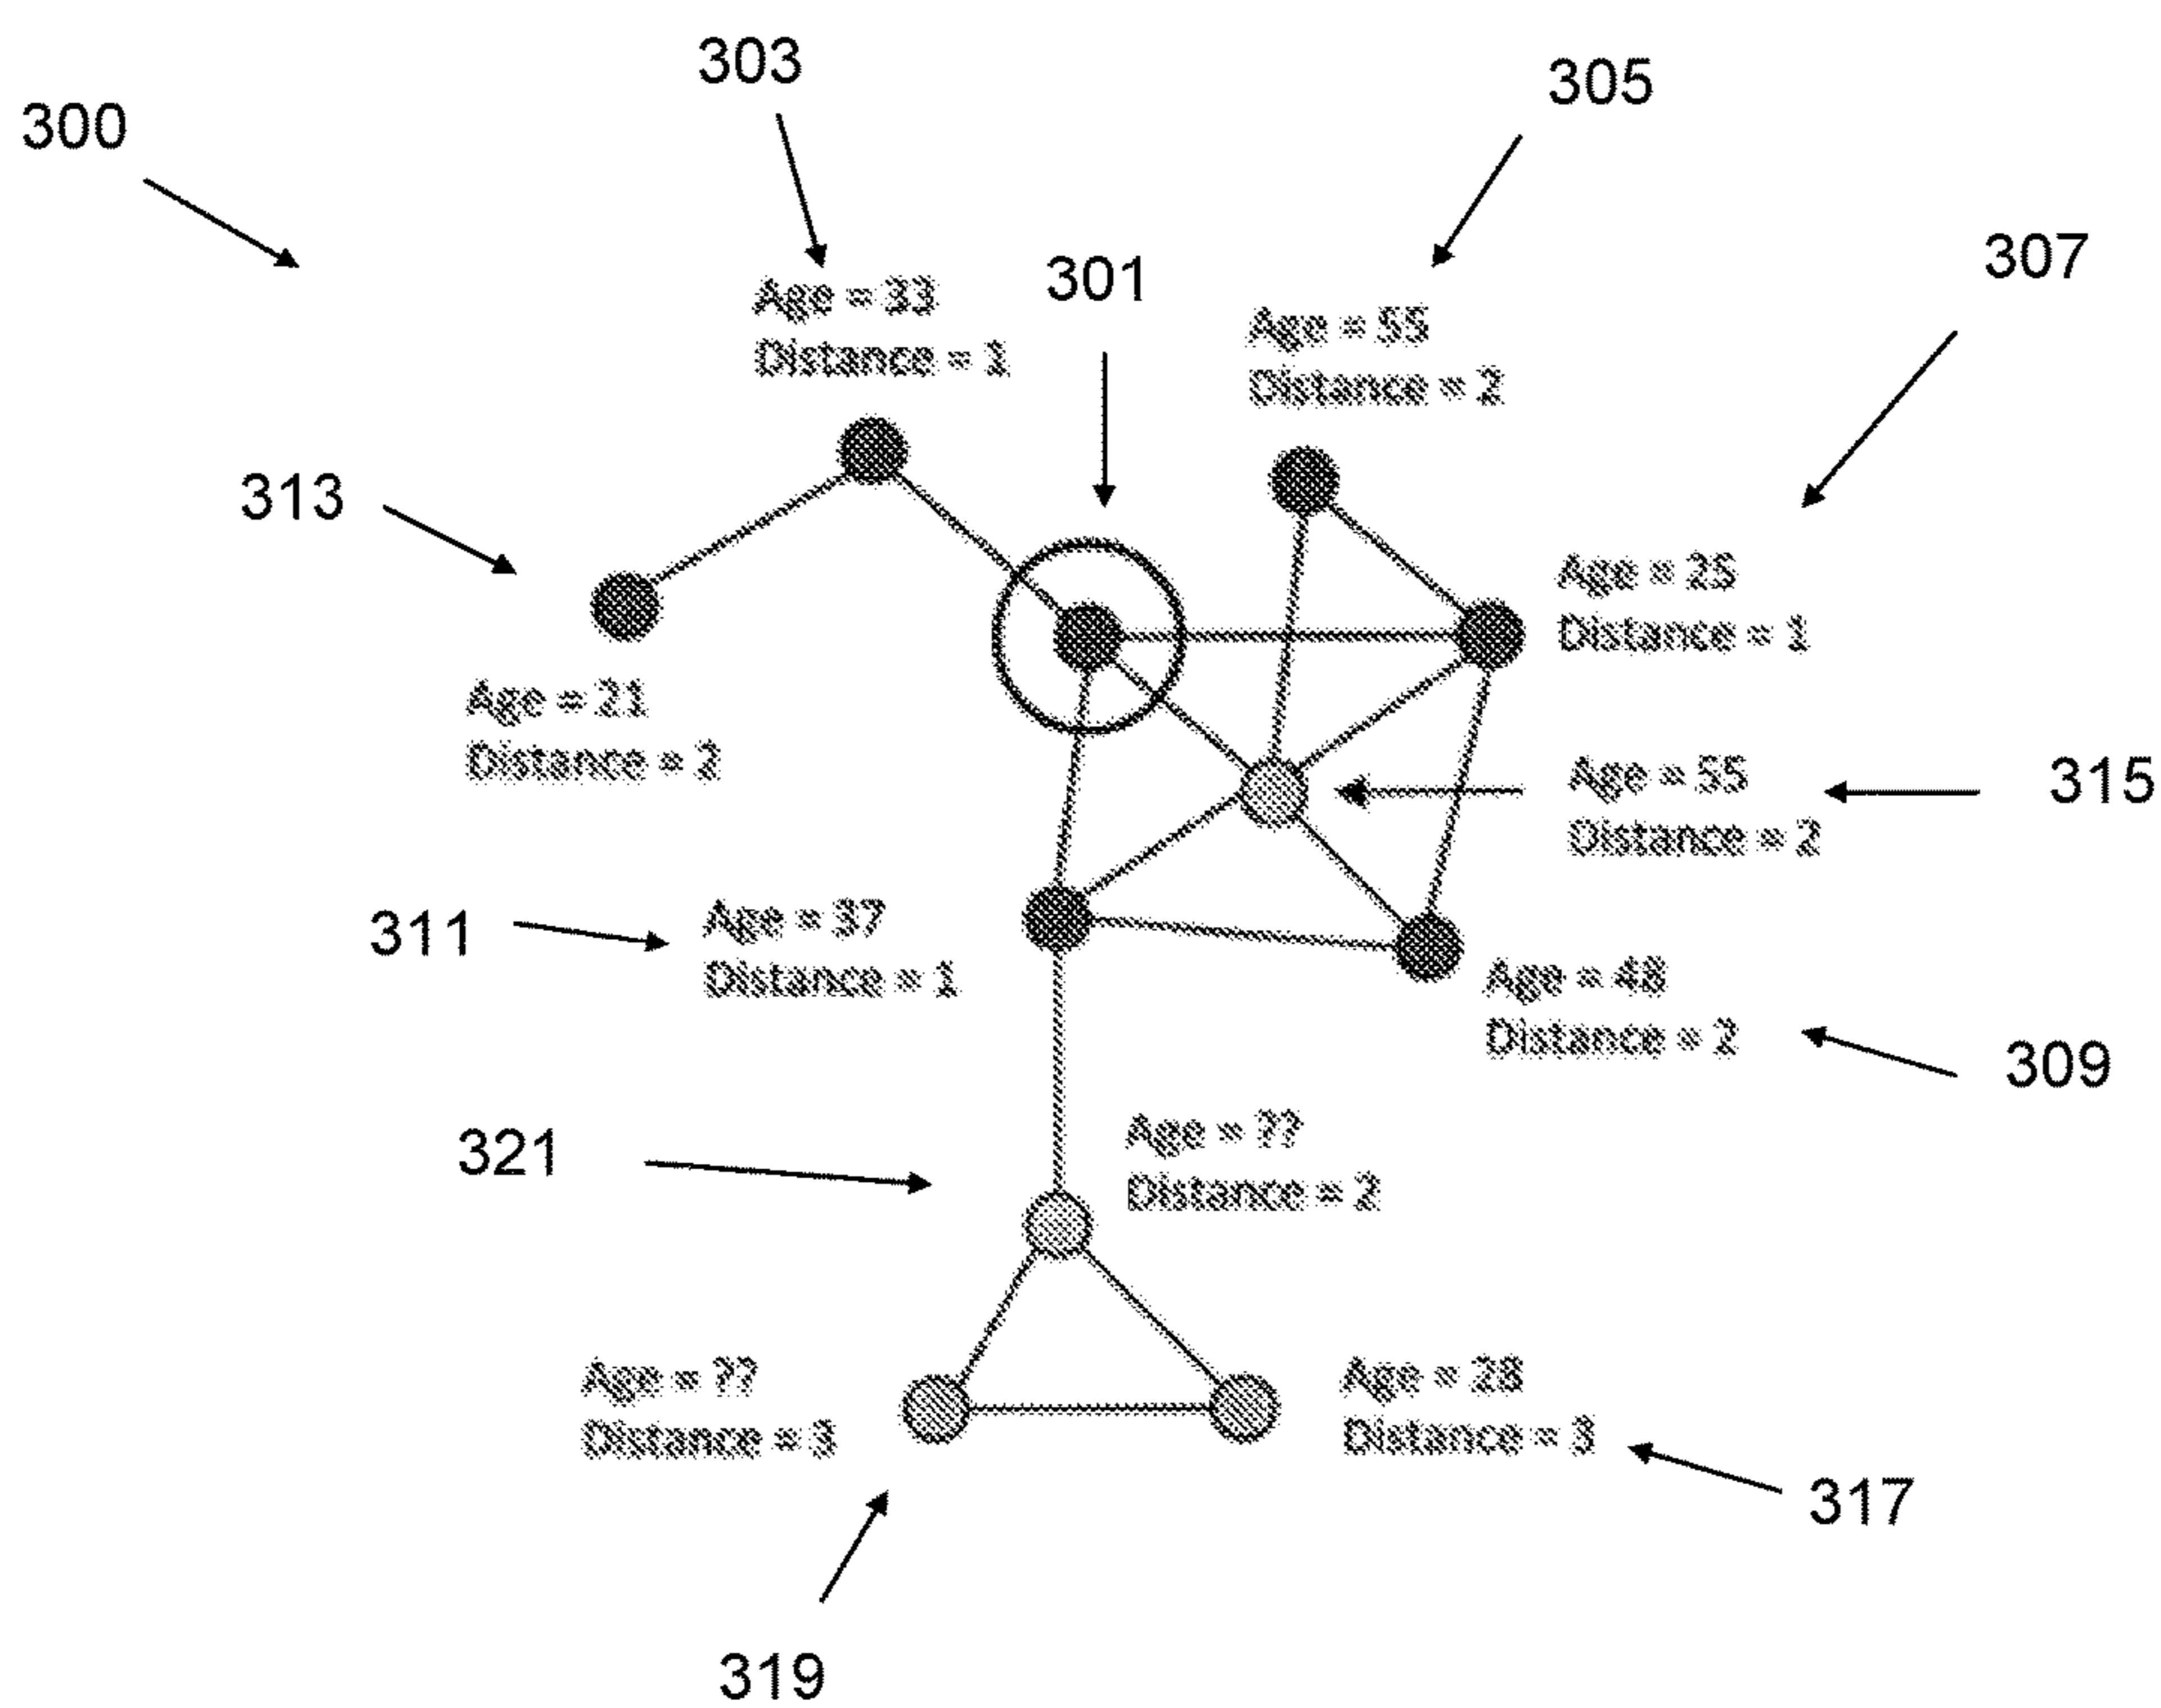 303
305
300
307
301
Age = 33
Distance = 1
Age = 55
Distance = 2
313
Age = 25
Distance = 1
Age = 21
Distance = 2
Age = 55
Distance = 2
315
311
Age = 37
Distance = 1
Age = 48
Distance = 2
309
321
Age = ??
Distance = 2
Age = ??
Distance = 3
Age = 28
Distance = 3
317
319